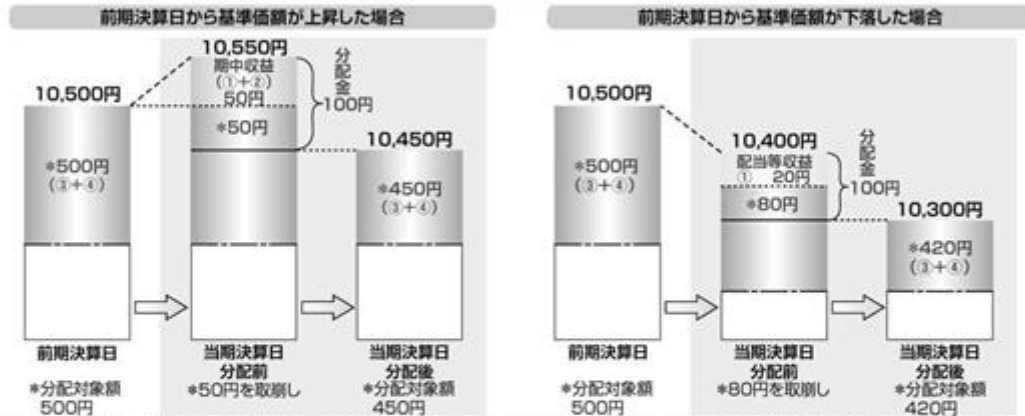 前期決算日から基準価額が上昇した場合
10,550円
期中収益
(①+②)
50円
*50円
分配金
100円
10,500円
*500円
(③+④)
10,450円
*450円
(③+④)
前期決算日
当期決算日
分配前
当期決算日
分配後
*分配対象額
500円
*50円を取崩し
*分配対象額
450円
前期決算日から基準価額が下落した場合
10,500円
*500円
(③+④)
10,400円
配当等収益
① 20円
*80円
分配金
100円
10,300円
*420円
(③+④)
前期決算日
当期決算日
分配前
当期決算日
分配後
*分配対象額
500円
*80円を取崩し
*分配対象額
420円